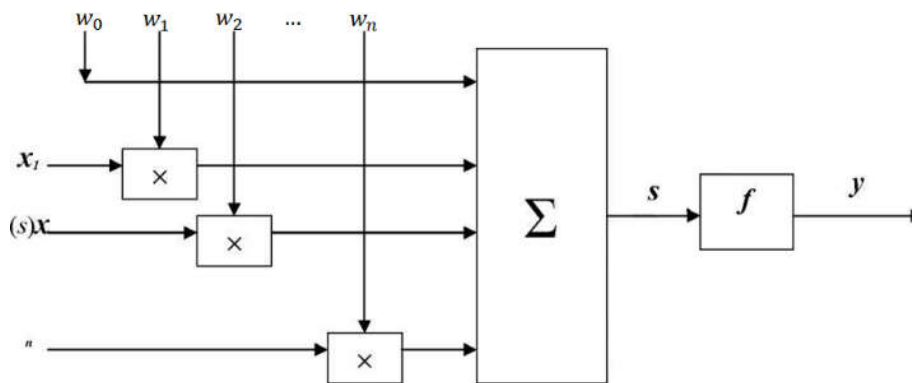 w₀ w₁ w₂ ... wₙ
x₁
×
(s)x
×
n
×
Σ
s
f
y